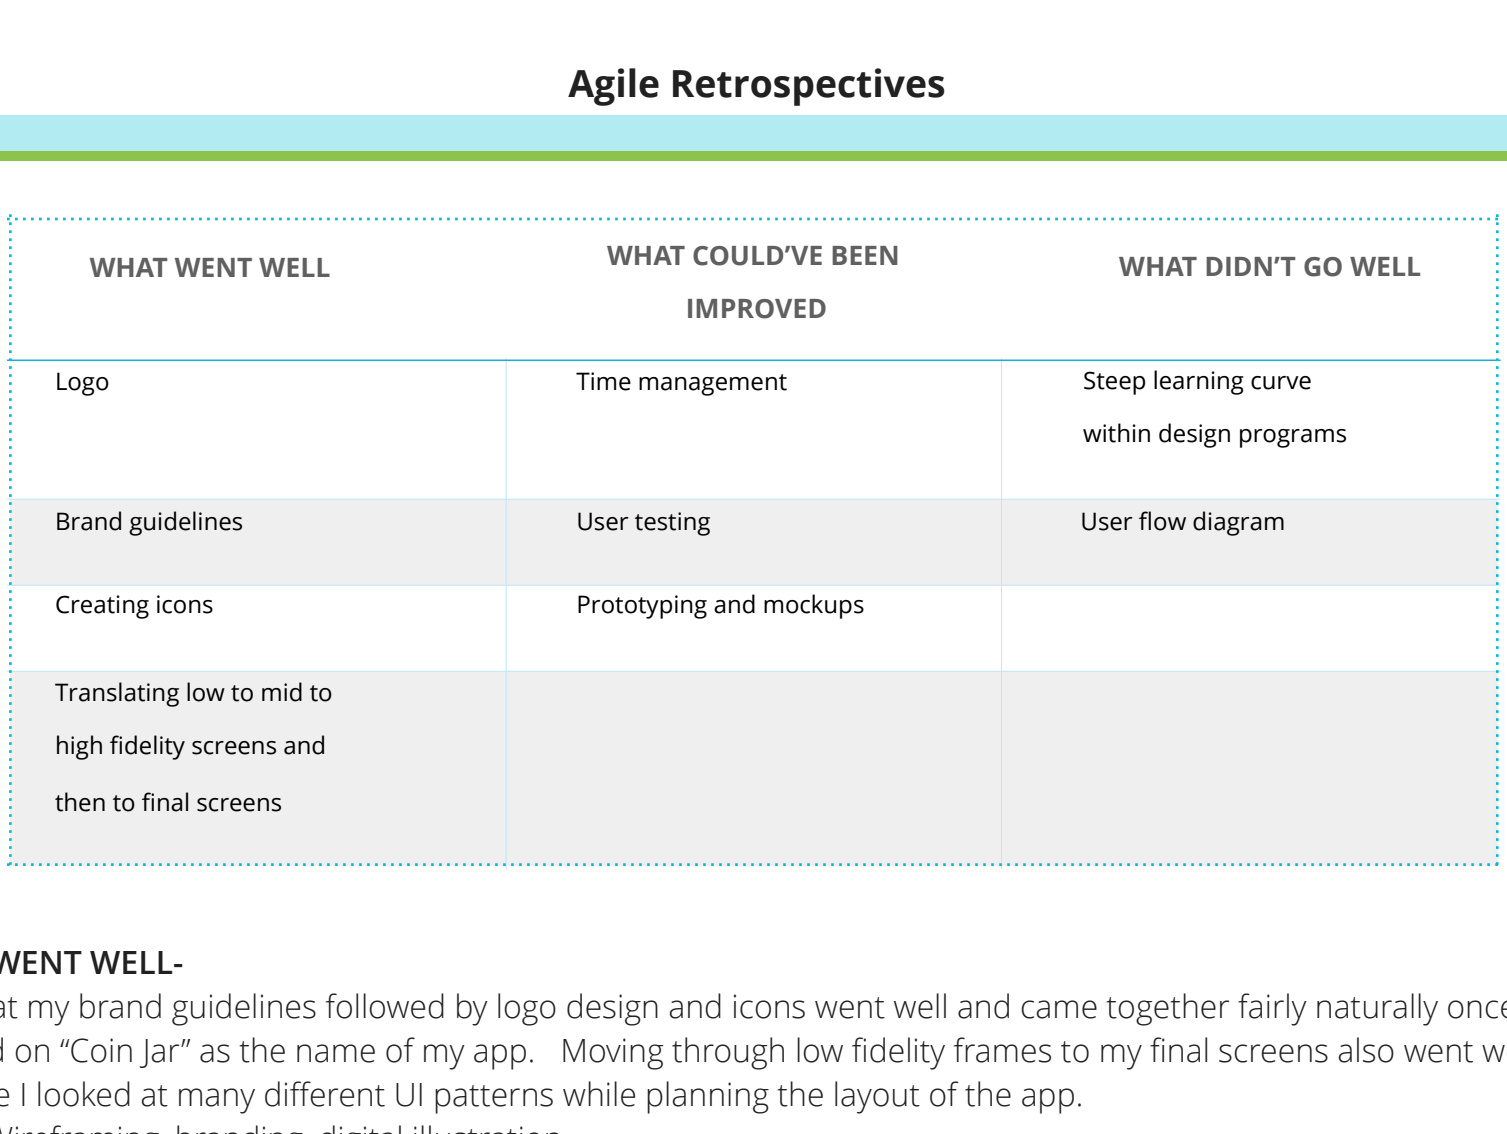 Agile Retrospectives
WHAT WENT WELL
WHAT COULD’VE BEEN
IMPROVED
WHAT DIDN’T GO WELL
Logo
Time management
Steep learning curve
within design programs
Brand guidelines
User testing
User flow diagram
Creating icons
Prototyping and mockups
Translating low to mid to
high fidelity screens and
then to final screens
WENT WELL-
at my brand guidelines followed by logo design and icons went well and came together fairly naturally once
on “Coin Jar” as the name of my app. Moving through low fidelity frames to my final screens also went
I looked at many different UI patterns while planning the layout of the app.
Wireframing, branding, digital illustration